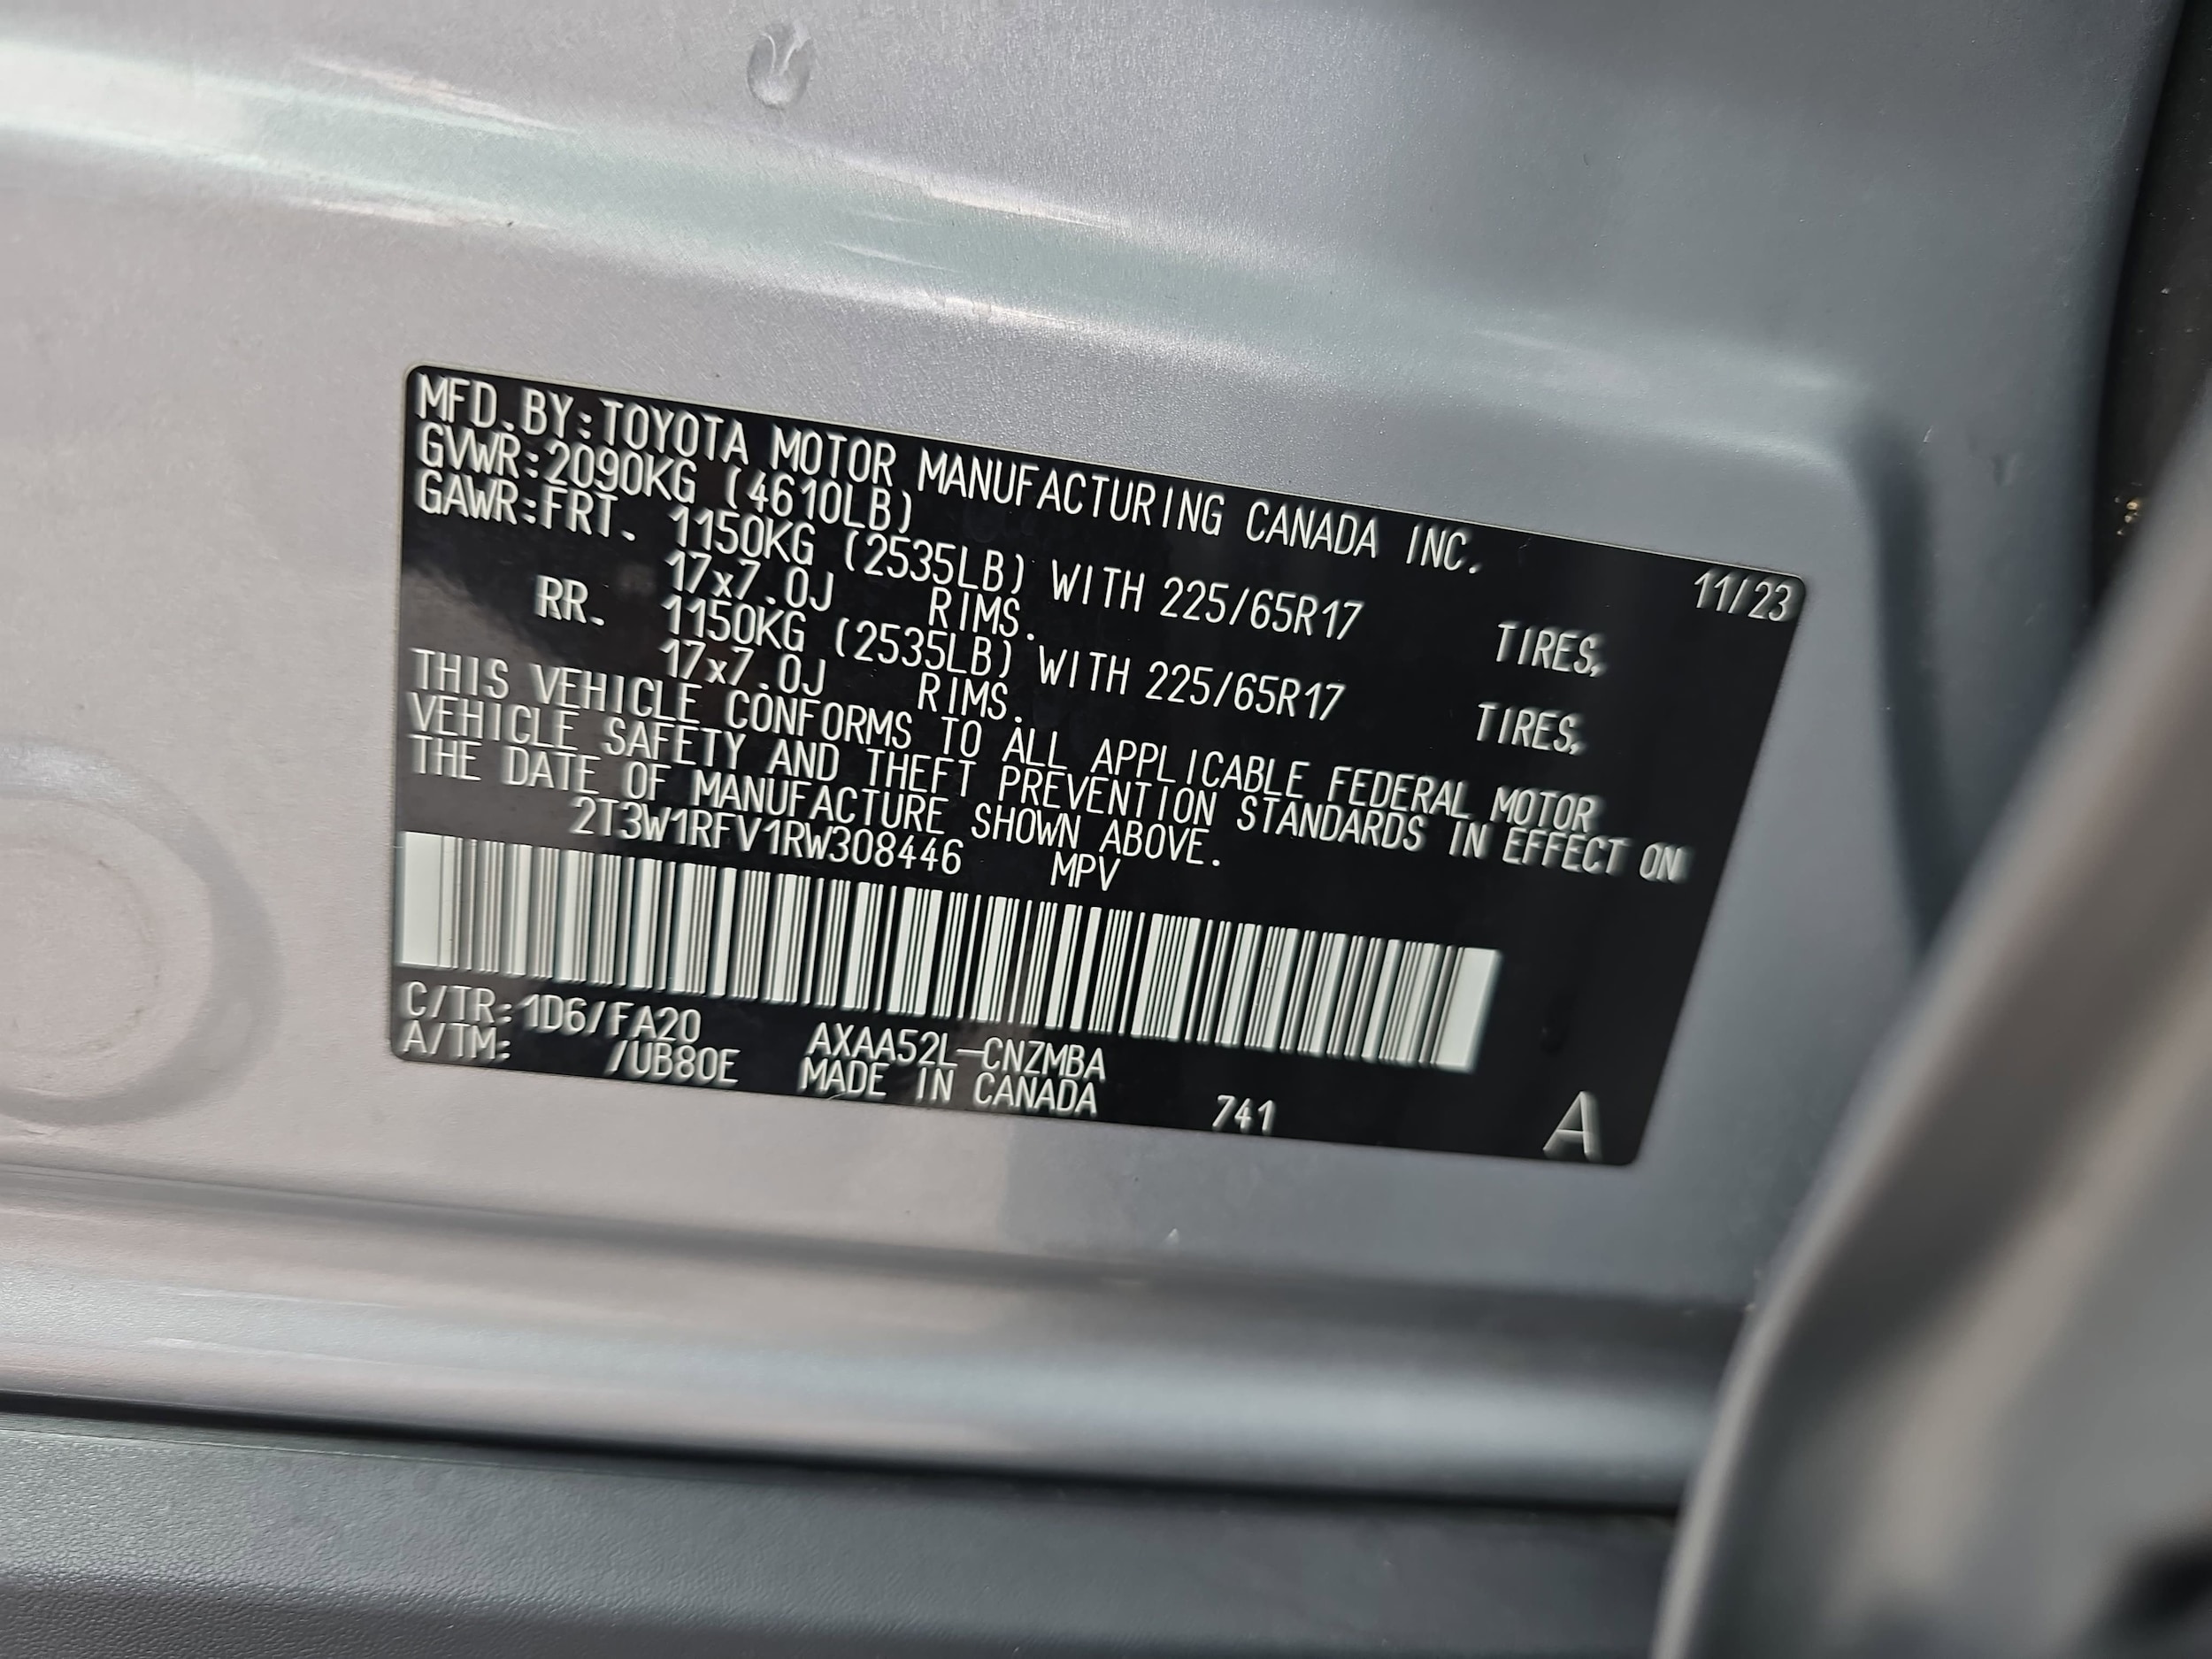 MFD.BY:TOYOTA MOTOR MANUFACTURING CANADA INC. 11/23
GVWR:2090KG (4610LB)
GAWR:FRT. 1150KG (2535LB) WITH 225/65R17 TIRES,
17x7.0J RIMS.
RR. 1150KG (2535LB) WITH 225/65R17 TIRES,
17x7.0J RIMS.
THIS VEHICLE CONFORMS TO ALL APPLICABLE FEDERAL MOTOR
VEHICLE SAFETY AND THEFT PREVENTION STANDARDS IN EFFECT ON
THE DATE OF MANUFACTURE SHOWN ABOVE.
2T3W1RFV1RW308446 MPV
C/TR:1D6/FA20 AXAA52L-CNZMBA
A/TM: /UB80E MADE IN CANADA 741 A